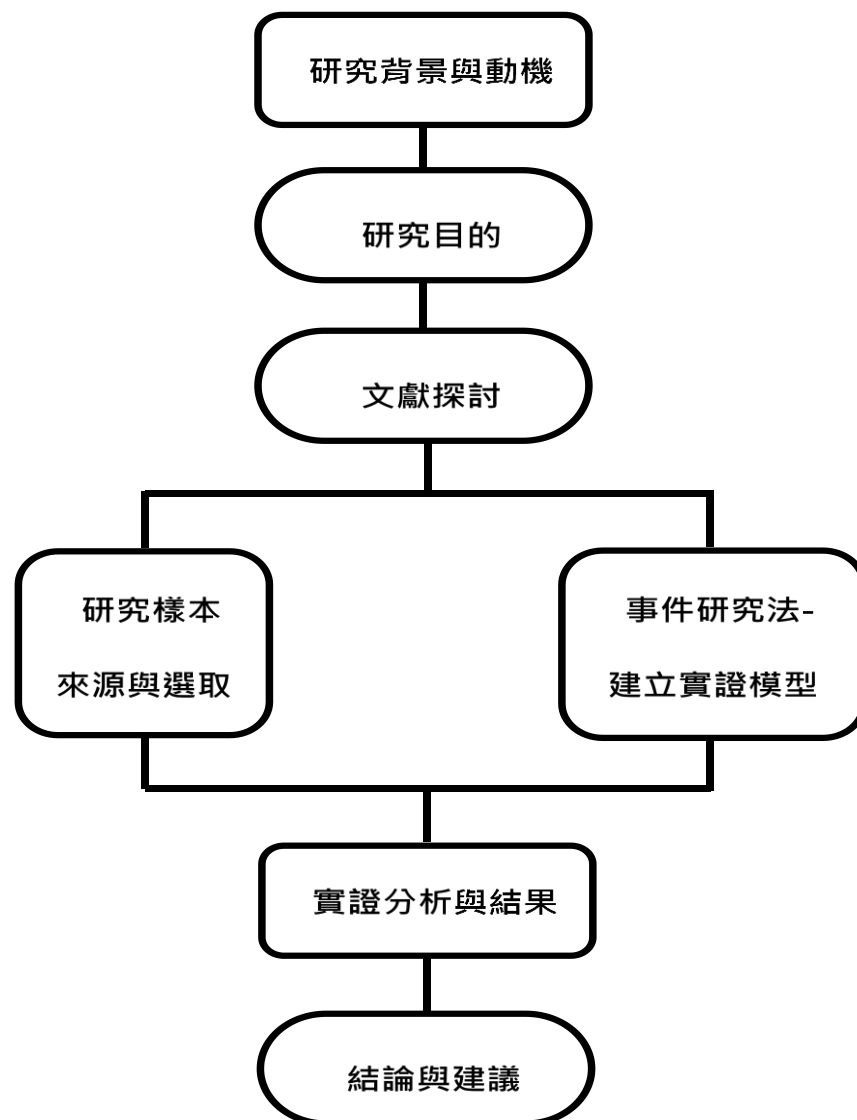 研究背景與動機
研究目的
文獻探討
研究樣本
來源與選取
事件研究法-
建立實證模型
實證分析與結果
結論與建議